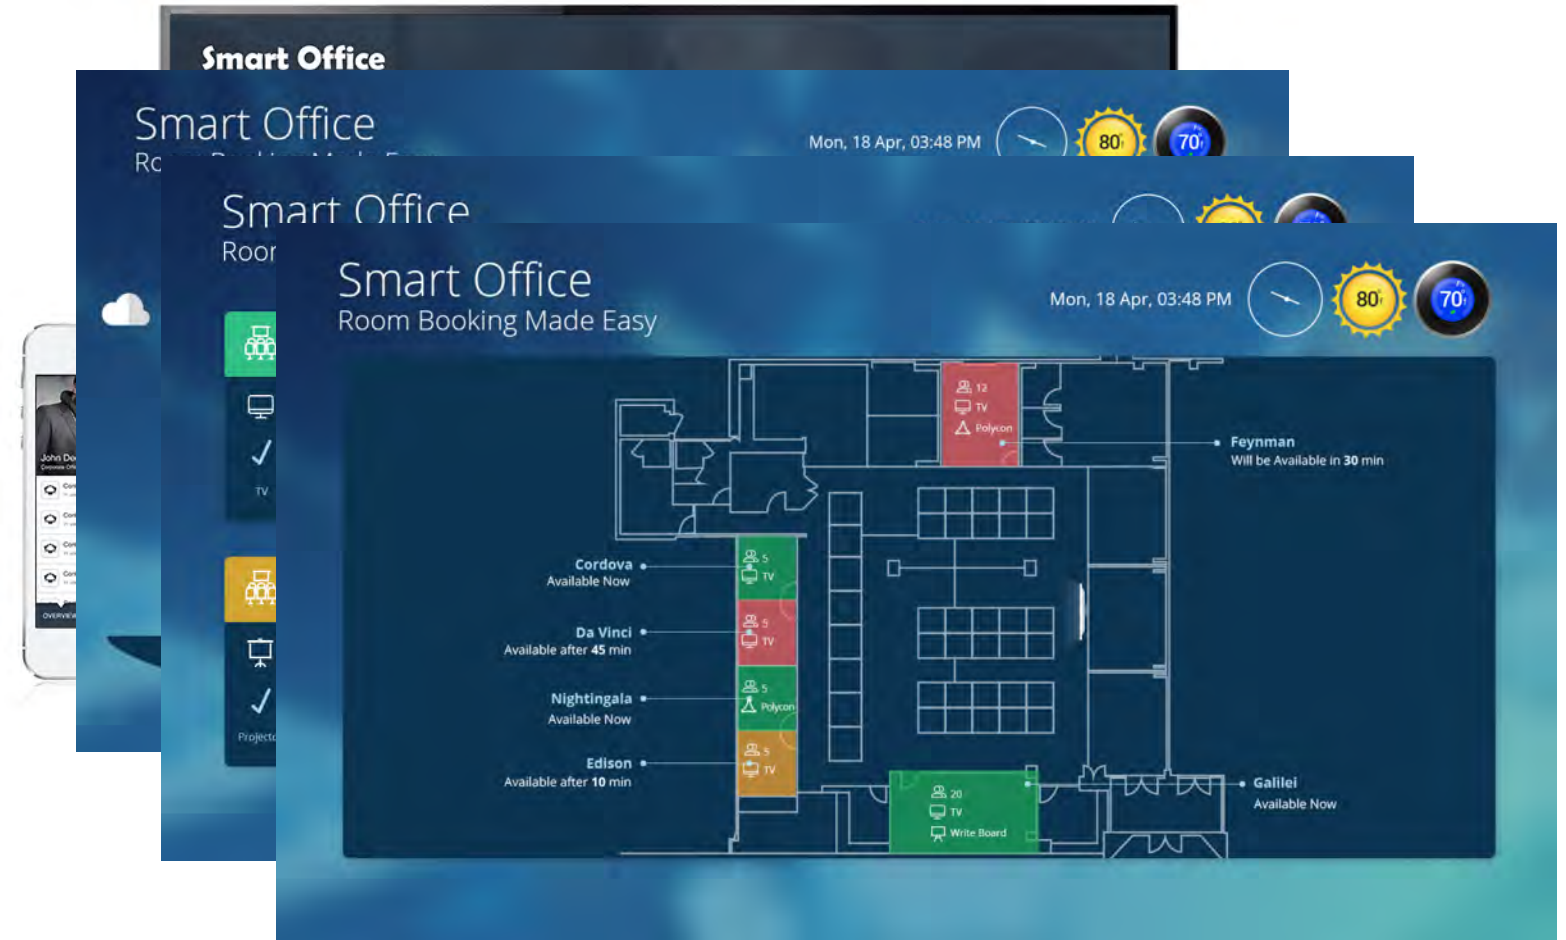 Smart Office
Smart Office
Mon, 18 Apr, 03:48 PM
80°F
70°F
Smart Office
Smart Office
Room Booking Made Easy
Mon, 18 Apr, 03:48 PM
80°F
70°F
12
TV
Polycon
Feynman
Will be Available in 30 min
Cordova
Available Now
5
TV
Da Vinci
Available after 45 min
5
TV
Nightingala
Available Now
5
Polycon
Edison
Available after 10 min
5
TV
20
TV
Write Board
Galilei
Available Now
TV
John
OVERVIEW